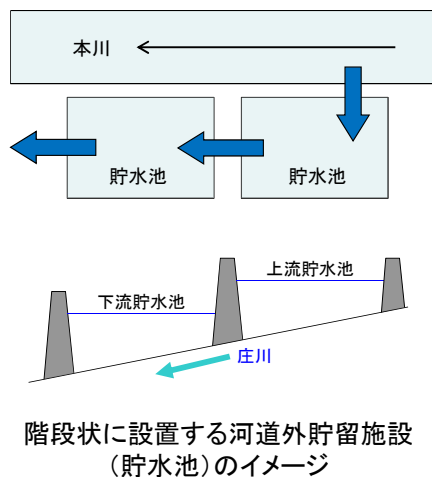 本川
貯水池
貯水池
上流貯水池
下流貯水池
庄川
階段状に設置する河道外貯留施設
(貯水池)のイメージ